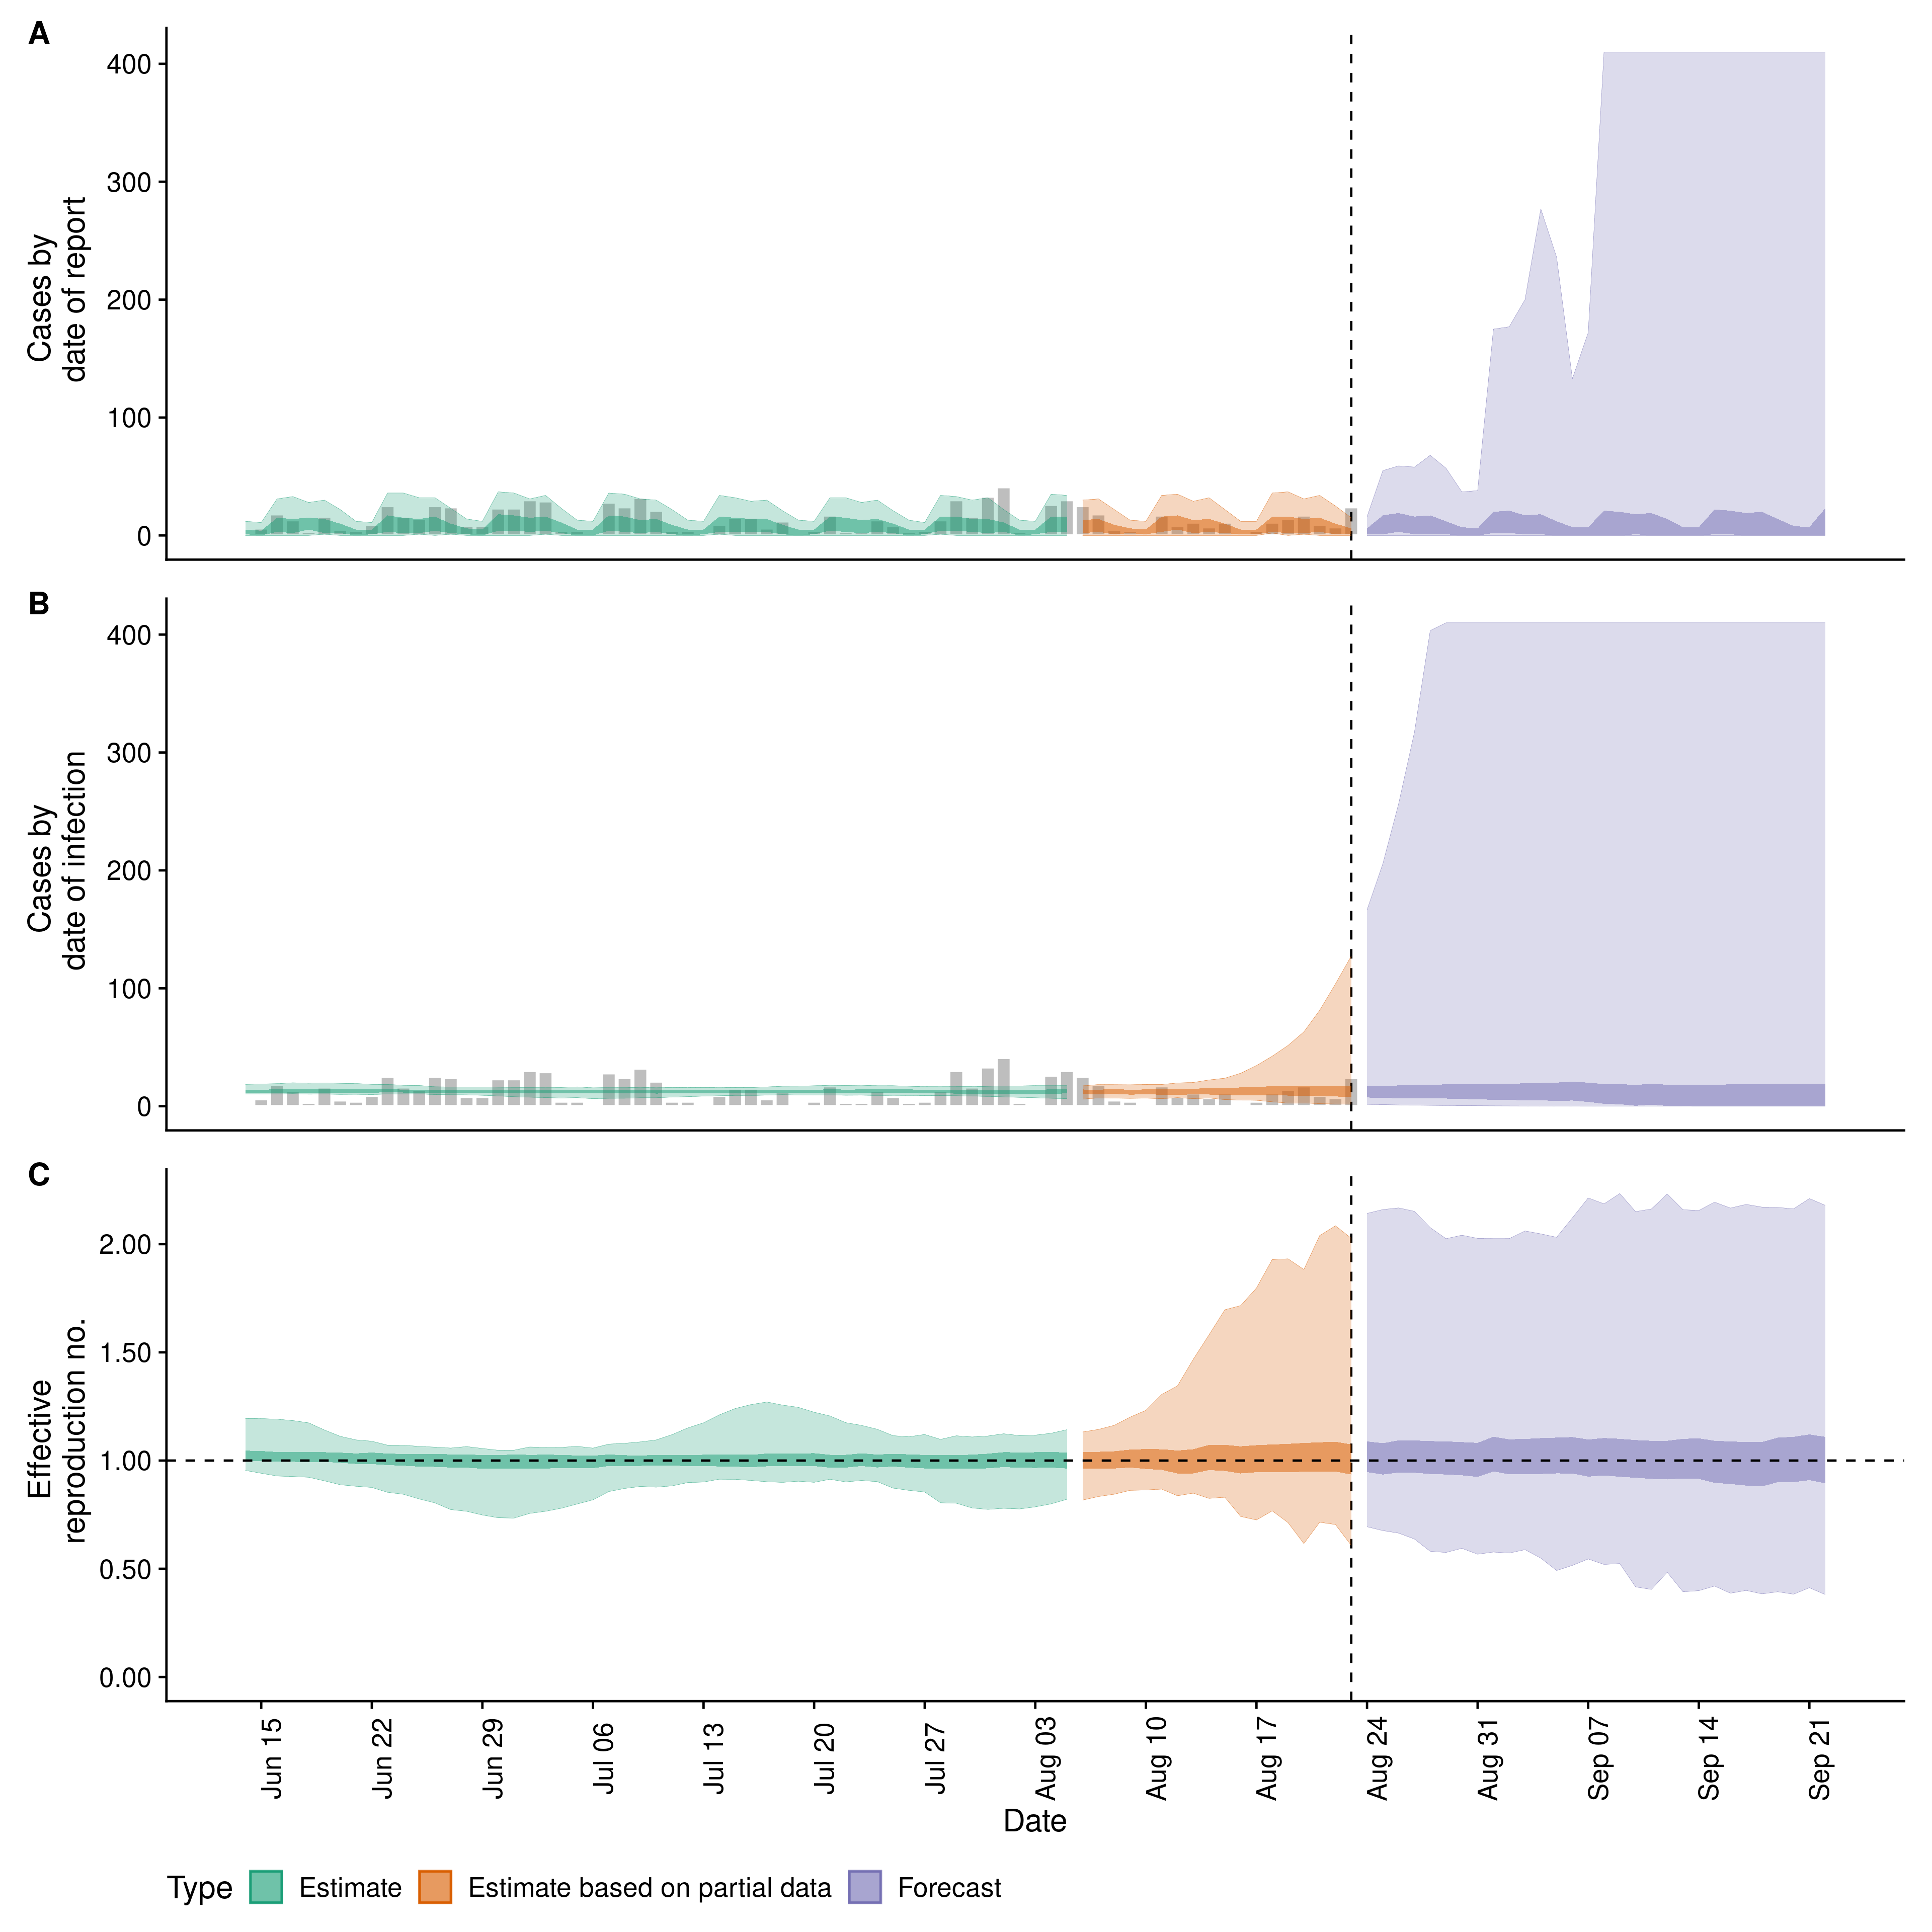 A
Cases by
date of report
400
300
200
100
0
B
Cases by
date of infection
400
300
200
100
0
C
Effective
reproduction no.
2.00
1.50
1.00
0.50
0.00
Jun 15
Jun 22
Jun 29
Jul 06
Jul 13
Jul 20
Jul 27
Aug 03
Aug 10
Aug 17
Aug 24
Aug 31
Sep 07
Sep 14
Sep 21
Date
Type Estimate Estimate based on partial data Forecast